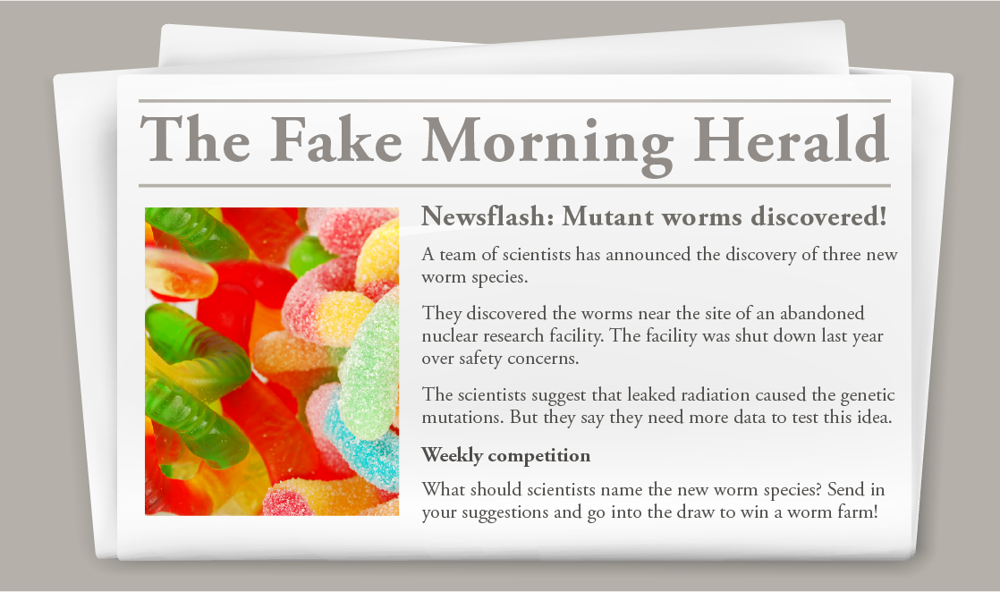 The Fake Morning Herald
Newsflash: Mutant worms discovered!
A team of scientists has announced the discovery of three new
worm species.
They discovered the worms near the site of an abandoned
nuclear research facility. The facility was shut down last year
over safety concerns.
The scientists suggest that leaked radiation caused the genetic
mutations. But they say they need more data to test this idea.
Weekly competition
What should scientists name the new worm species? Send in
your suggestions and go into the draw to win a worm farm!